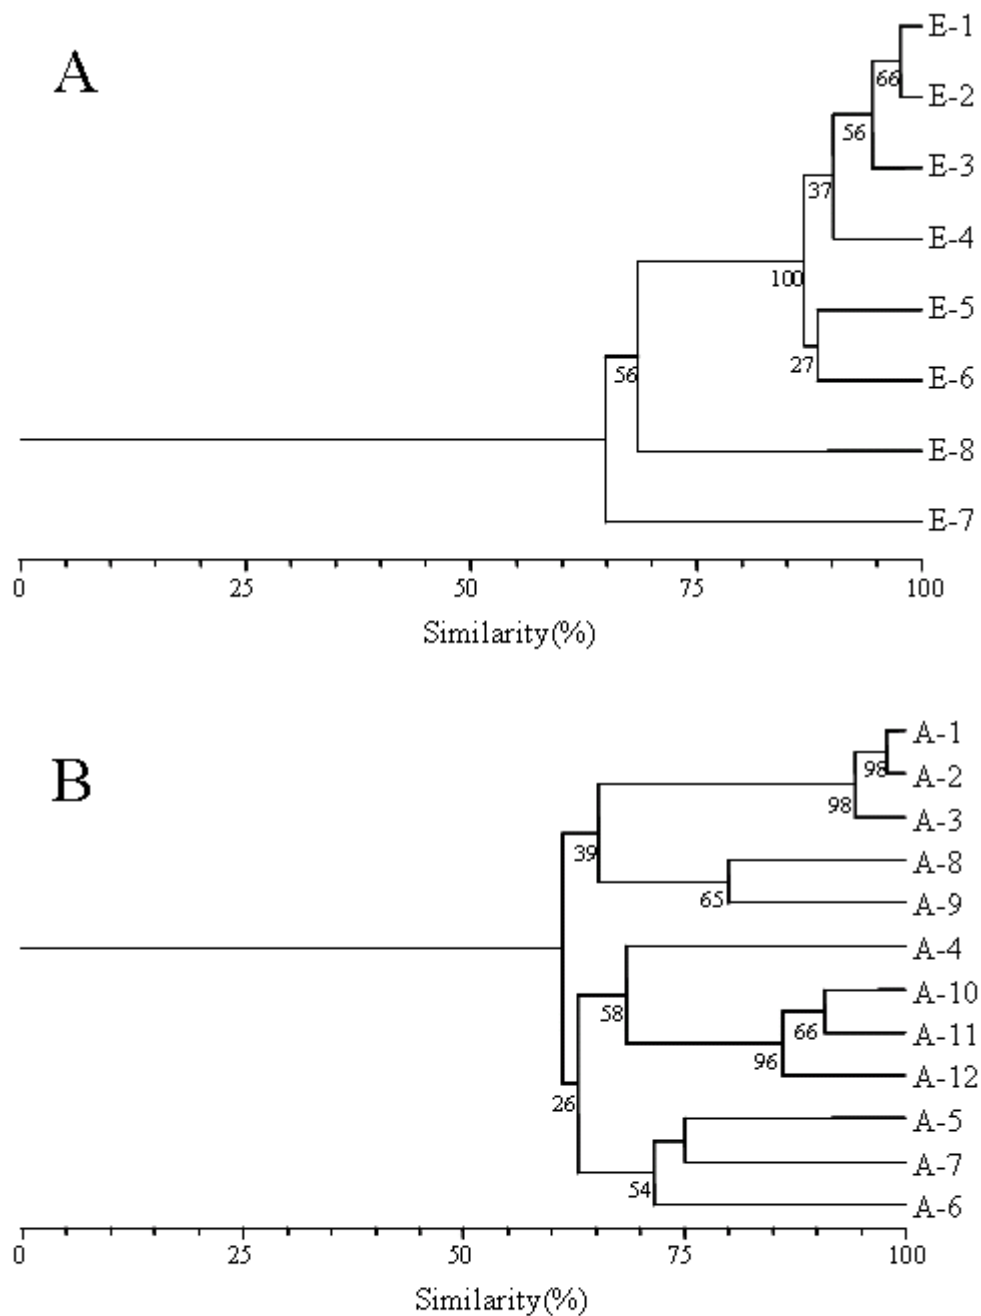 E-1
A
66
E-2
56
E-3
37
E-4
100
E-5
27
56
E-6
E-8
E-7
0 25 50 75 100
Similarity(%)
A-1
B
98
A-2
98
A-3
39
A-8
65
A-9
A-4
A-10
58
66
A-11
96
A-12
26
A-5
A-7
54
A-6
0 25 50 75 100
Similarity(%)